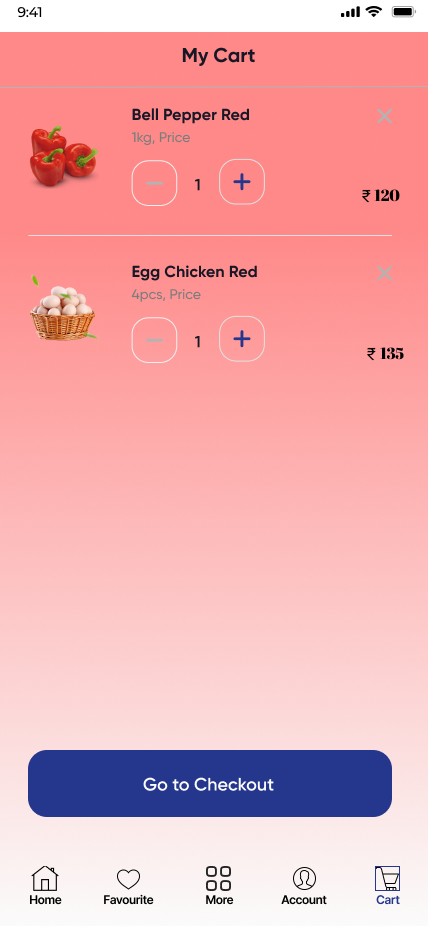 9:41
My Cart
Bell Pepper Red
1kg, Price
1
₹ 120
Egg Chicken Red
4pcs, Price
1
₹ 135
Go to Checkout
Home Favourite More Account Cart